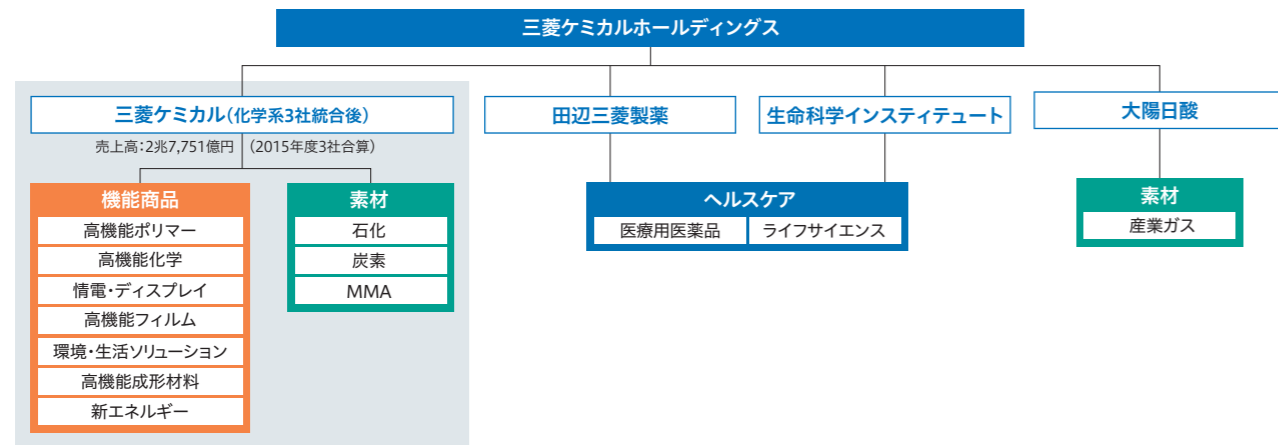 三菱ケミカルホールディングス
三菱ケミカル(化学系3社統合後)
売上高:2兆7,751億円 (2015年度3社合算)
機能商品
高機能ポリマー
高機能化学
情電・ディスプレイ
高機能フィルム
環境・生活ソリューション
高機能成形材料
新エネルギー
素材
石化
炭素
MMA
田辺三菱製薬
生命科学インスティテュート
ヘルスケア
医療用医薬品 ライフサイエンス
大陽日酸
素材
産業ガス